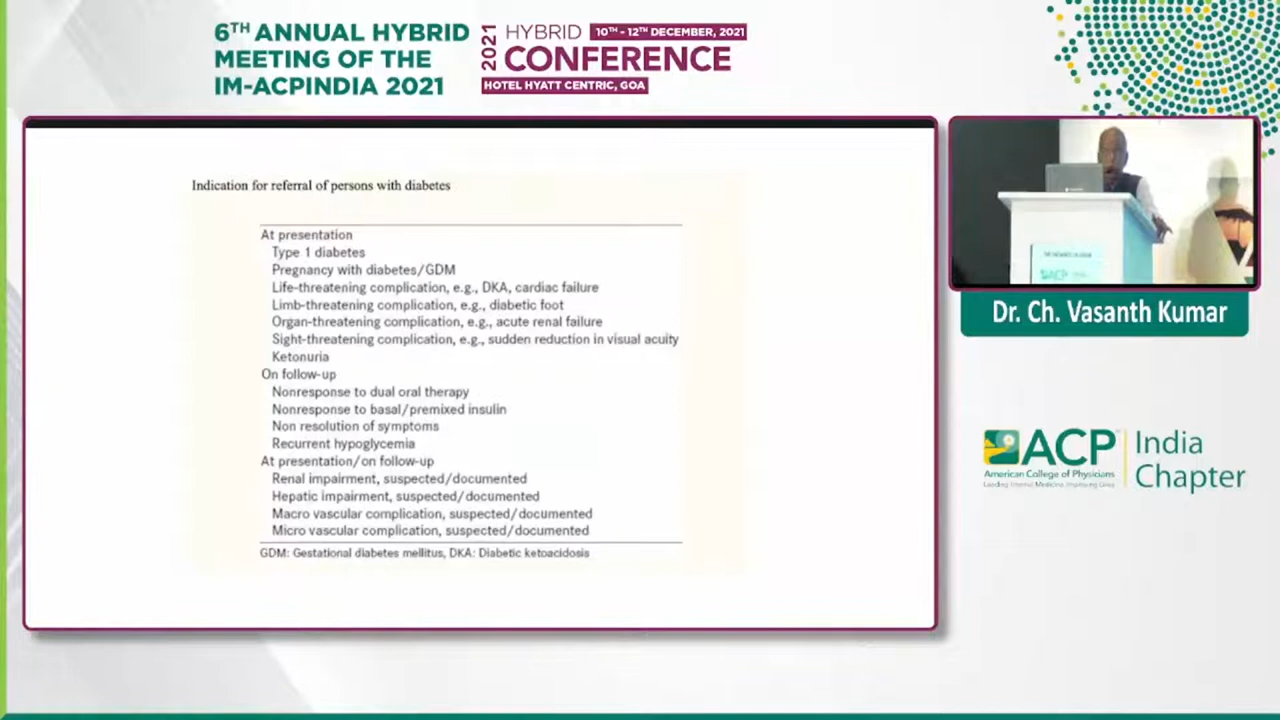 6TH ANNUAL HYBRID
MEETING OF THE
IM-ACPINDIA 2021
2021
HYBRID
10TH - 12TH DECEMBER, 2021
CONFERENCE
HOTEL HYATT CENTRIC, GOA
Indication for referral of persons with diabetes
At presentation
Type 1 diabetes
Pregnancy with diabetes/GDM
Life-threatening complication, e.g., DKA, cardiac failure
Limb-threatening complication, e.g., diabetic foot
Organ-threatening complication, e.g., acute renal failure
Sight-threatening complication, e.g., sudden reduction in visual acuity
Ketonuria
On follow-up
Nonresponse to dual oral therapy
Nonresponse to basal/premixed insulin
Non resolution of symptoms
Recurrent hypoglycemia
At presentation/on follow-up
Renal impairment, suspected/documented
Hepatic impairment, suspected/documented
Macro vascular complication, suspected/documented
Micro vascular complication, suspected/documented
GDM: Gestational diabetes mellitus, DKA: Diabetic ketoacidosis
ACP
Dr. Ch. Vasanth Kumar
ACP
American College of Physicians
Leading Internal Medicine, Improving Lives
India
Chapter